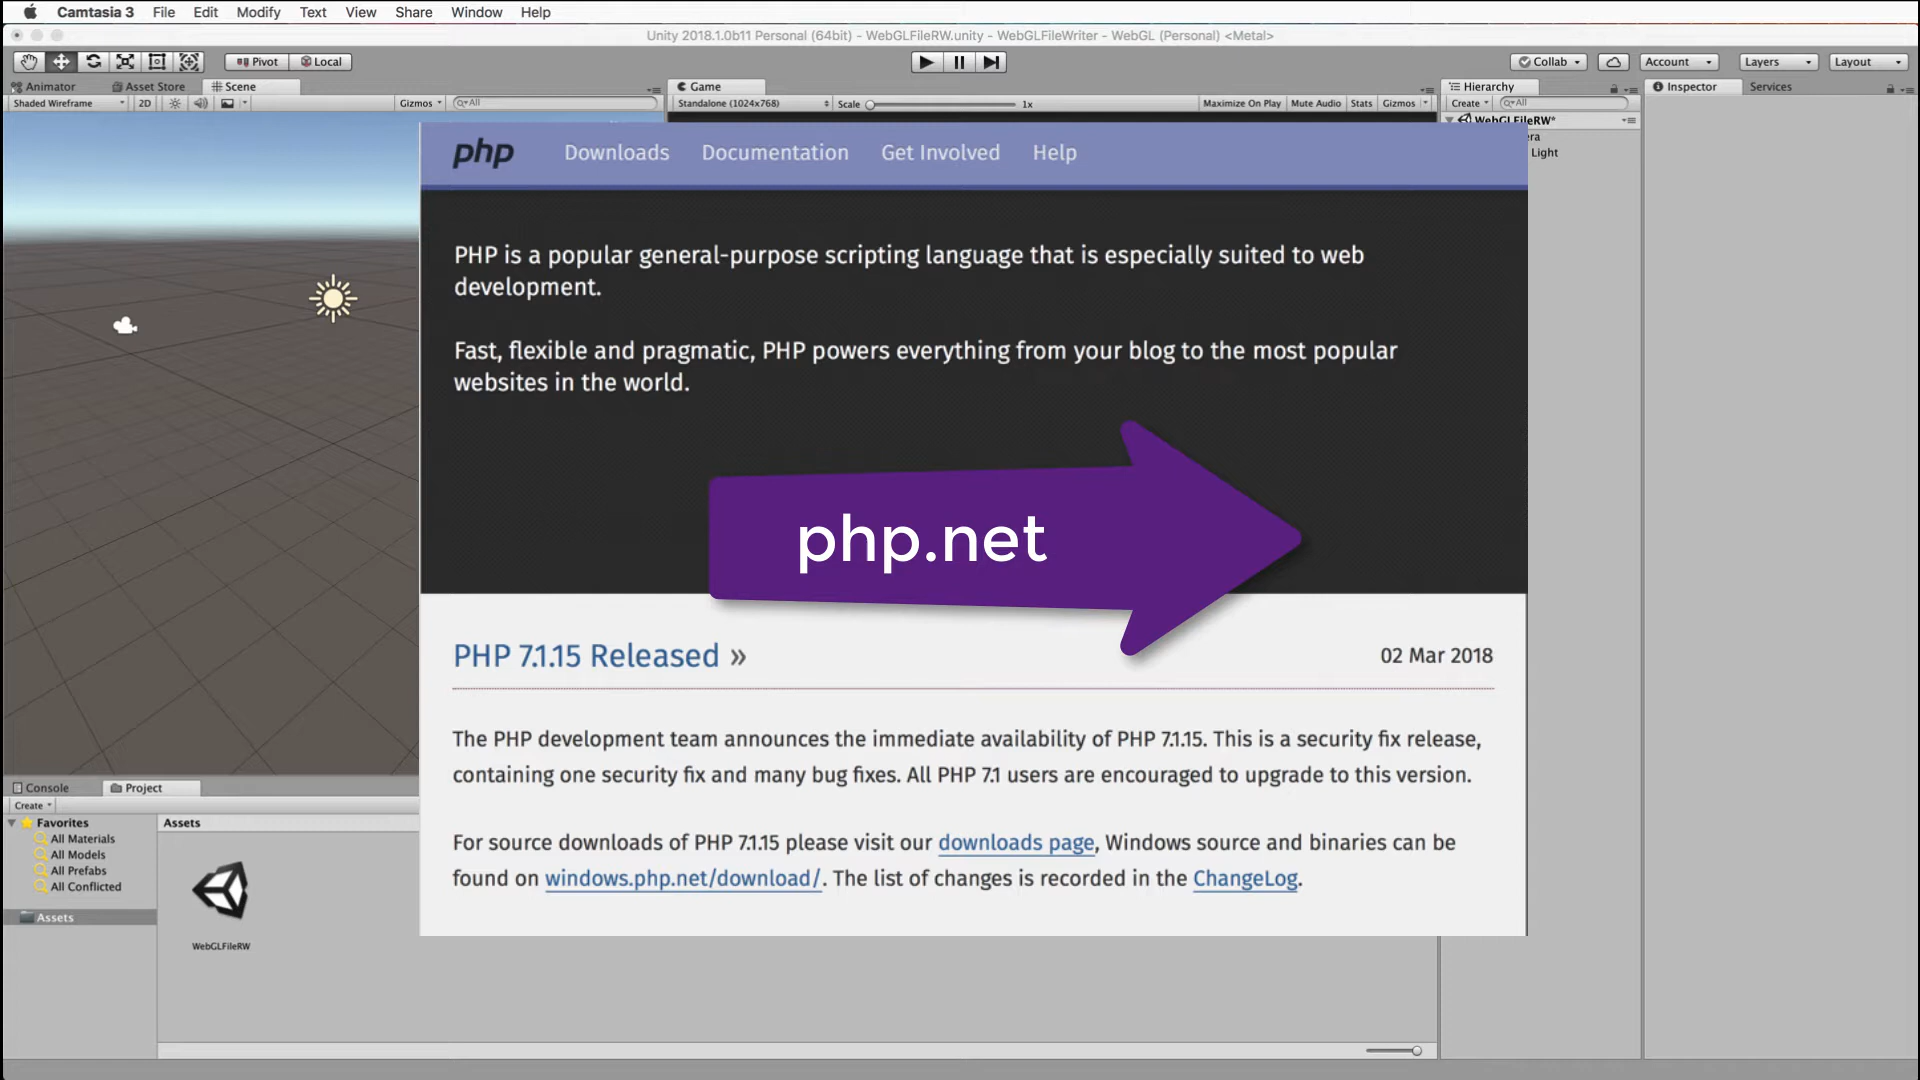 Camtasia 3 File Edit Modify Text View Share Window Help
Unity 2018.1.0b11 Personal (64bit) - WebGLFileRW.unity - WebGLFileWriter - WebGL (Personal) <Metal>
Pivot Local Collab Account Layers Layout
Animator Asset Store Scene Game Hierarchy Inspector Services
Shaded Wireframe 2D Gizmos All Standalone (1024x768) Scale 1x Maximize On Play Mute Audio Stats Gizmos Create All
WebGLFileRW*
era
Light
php Downloads Documentation Get Involved Help
PHP is a popular general-purpose scripting language that is especially suited to web
development.
Fast, flexible and pragmatic, PHP powers everything from your blog to the most popular
websites in the world.
php.net
PHP 7.1.15 Released »
02 Mar 2018
The PHP development team announces the immediate availability of PHP 7.1.15. This is a security fix release,
containing one security fix and many bug fixes. All PHP 7.1 users are encouraged to upgrade to this version.
For source downloads of PHP 7.1.15 please visit our downloads page, Windows source and binaries can be
found on windows.php.net/download/. The list of changes is recorded in the ChangeLog.
Console Project
Create
Favorites
All Materials
All Models
All Prefabs
All Conflicted
Assets
Assets
WebGLFileRW